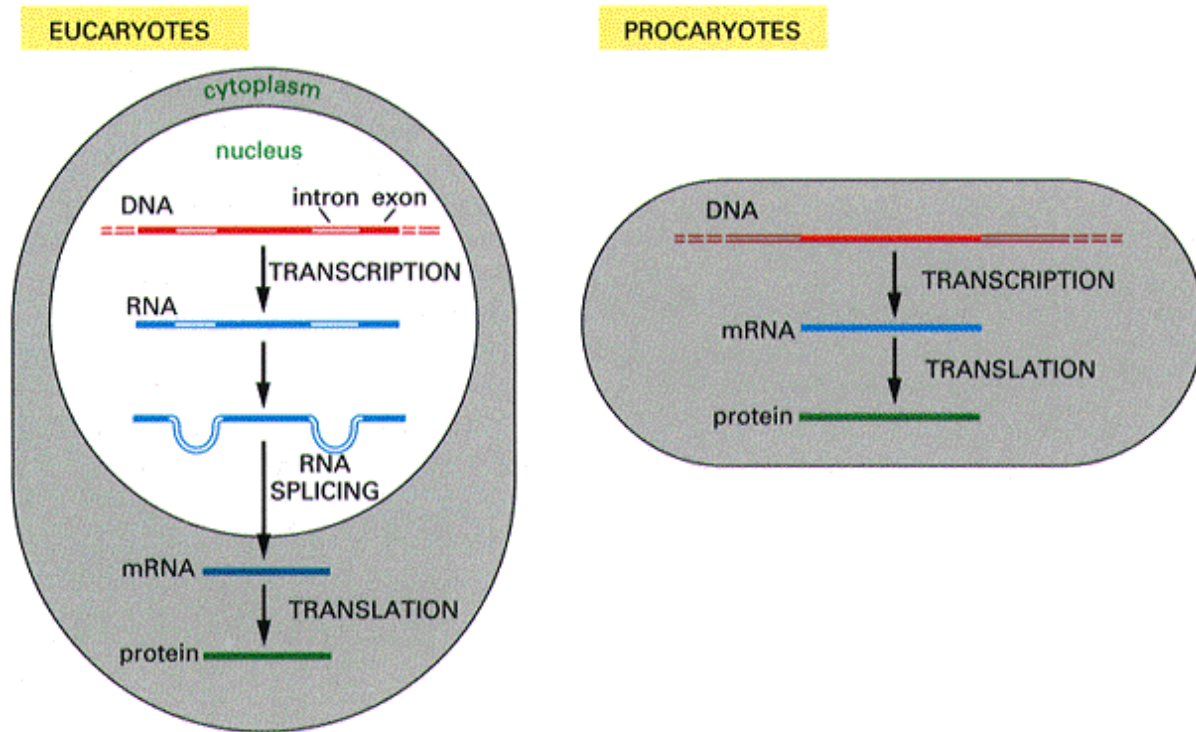 EUCARYOTES
cytoplasm
nucleus
intron exon
DNA
TRANSCRIPTION
RNA
RNA
SPLICING
mRNA
TRANSLATION
protein
PROCARYOTES
DNA
TRANSCRIPTION
mRNA
TRANSLATION
protein